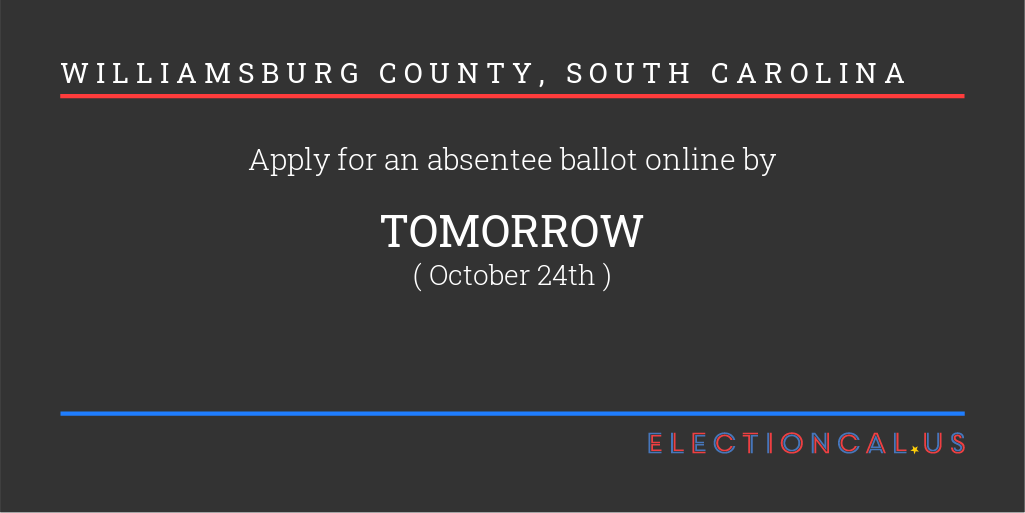 WILLIAMSBURG COUNTY, SOUTH CAROLINA
Apply for an absentee ballot online by
TOMORROW
( October 24th )
ELECTIONCAL.US